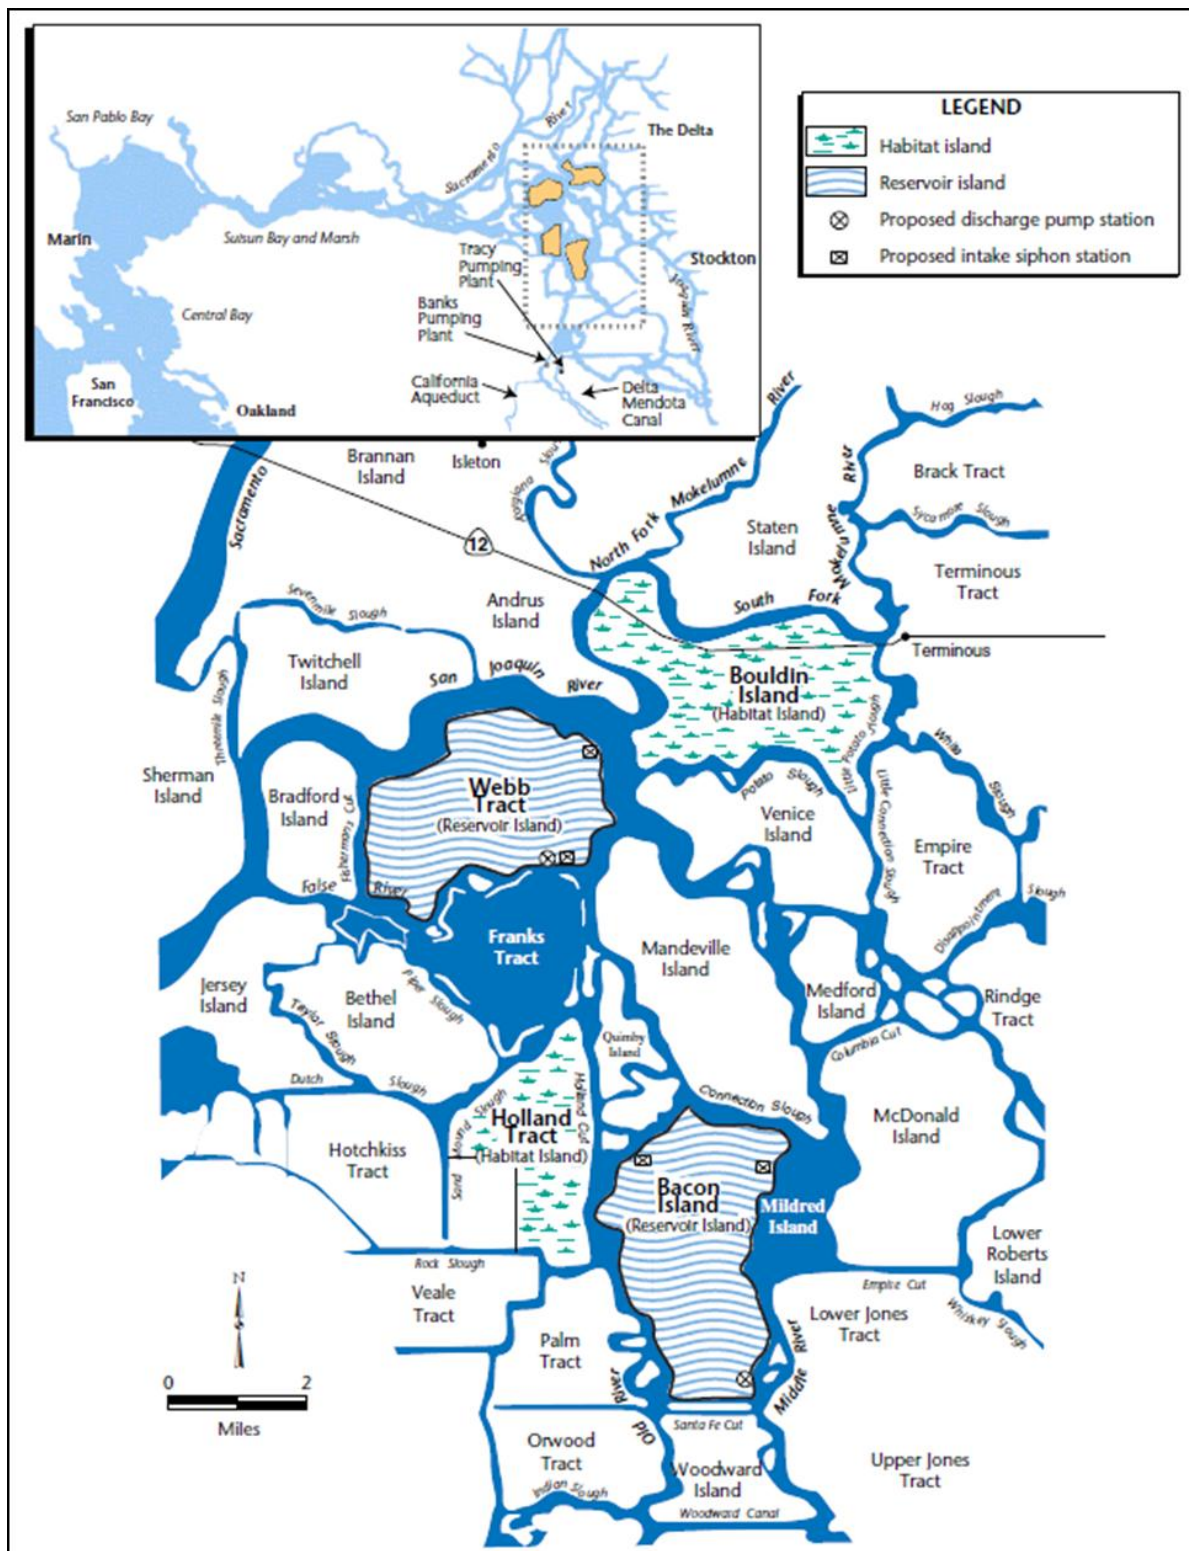 San Pablo Bay
River
The Delta
Sacramento
Marin
Suisun Bay and Marsh
Tracy
Pumping
Plant
Stockton
Banks
Pumping
Plant
Central Bay
San
Francisco
California
Aqueduct
Delta
Mendota
Canal
Oakland
LEGEND
Habitat island
Reservoir island
Proposed discharge pump station
Proposed intake siphon station
Brannan
Island
Isleton
River
Hog Slough
River
Brack Tract
Sacramento
12
North Fork Mokelumne
Staten
Island
Sycamore Slough
Mokelumne
Terminous
Tract
Sevenmile Slough
Andrus
Island
South Fork
Terminous
Twitchell
Island
San Joaquin River
Bouldin
Island
(Habitat Island)
Threemile Slough
Little Potato Slough
White Slough
Sherman
Island
Bradford
Island
Fishermans Cut
Webb
Tract
(Reservoir Island)
Potato Slough
Venice
Island
Little Connection Slough
Empire
Tract
False River
Disappointment Slough
Franks
Tract
Mandeville
Island
Jersey
Island
Bethel
Island
Piper Slough
Taylor Slough
Medford
Island
Rindge
Tract
Quimby
Island
Columbia Cut
Dutch Slough
Holland Cut
Connection Slough
McDonald
Island
Sand Mound Slough
Holland
Tract
(Habitat Island)
Hotchkiss
Tract
Bacon
Island
(Reservoir Island)
Mildred
Island
Lower
Roberts
Island
Rock Slough
Empire Cut
Whiskey Slough
N
Veale
Tract
Lower Jones
Tract
Palm
Tract
Middle River
0 2
Miles
Old River
Santa Fe Cut
Orwood
Tract
Indian Slough
Woodward
Island
Woodward Canal
Upper Jones
Tract